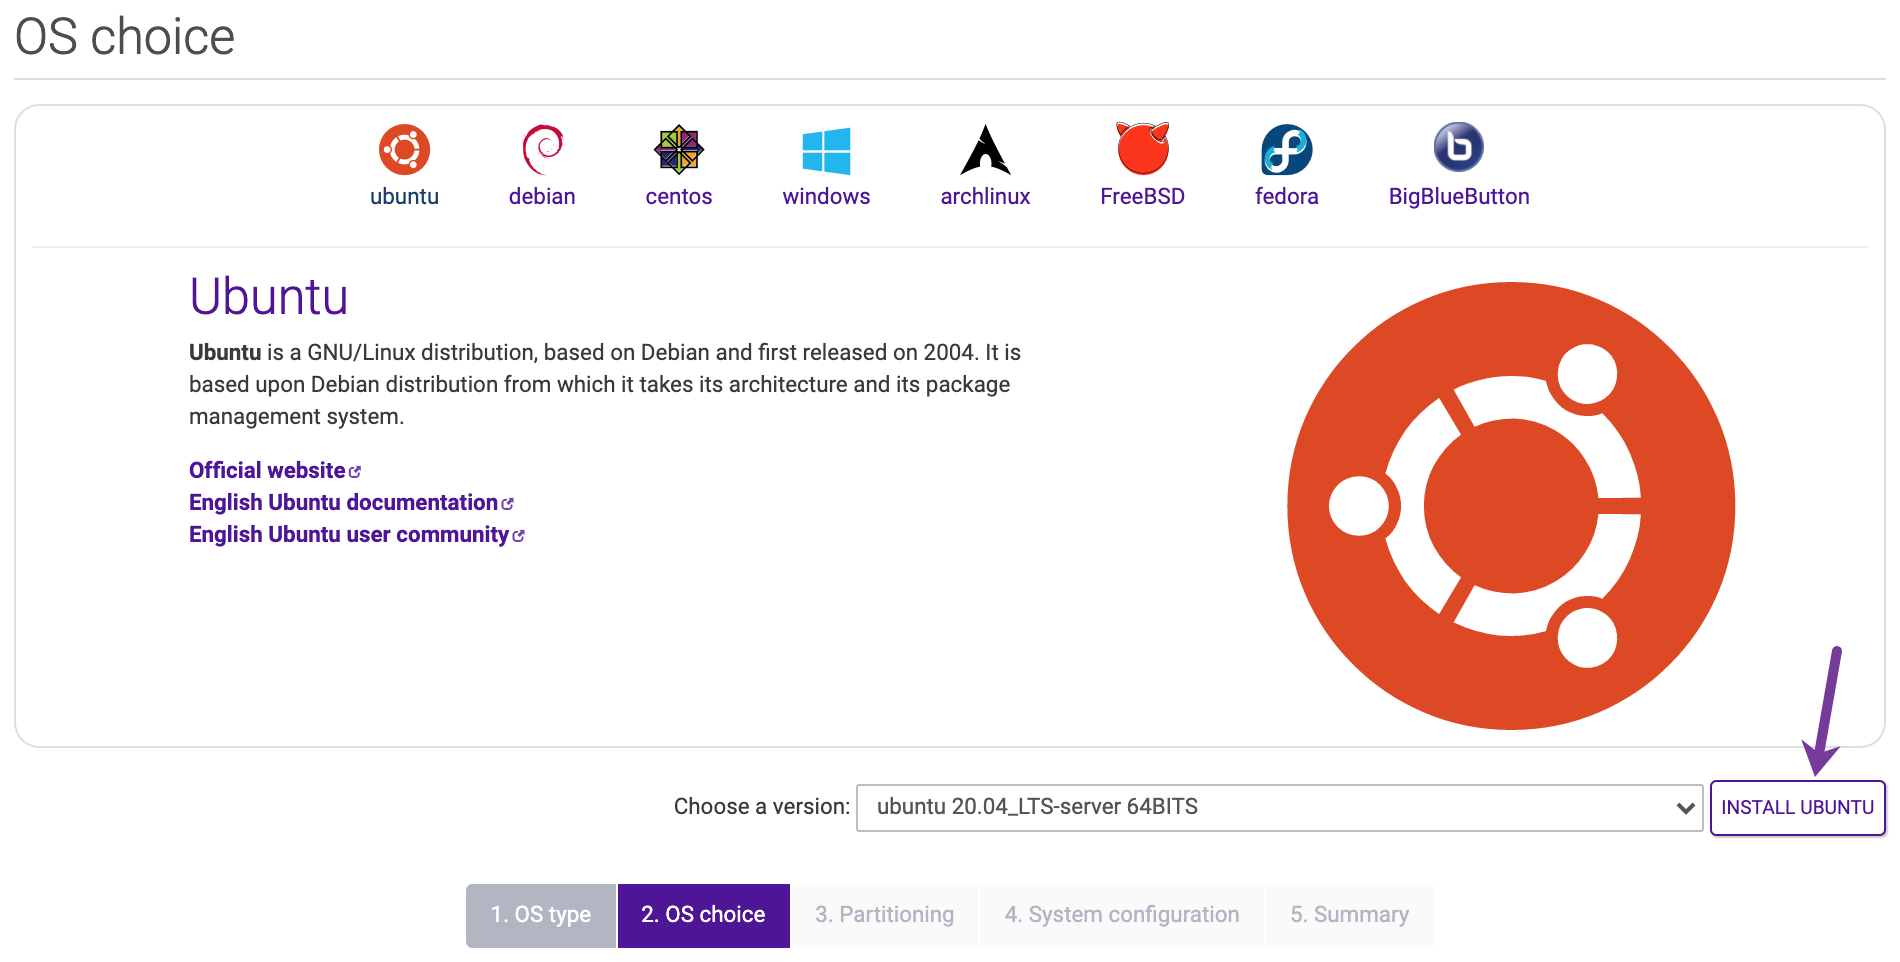 OS choice
ubuntu debian centos windows archlinux FreeBSD fedora BigBlueButton
Ubuntu
Ubuntu is a GNU/Linux distribution, based on Debian and first released on 2004. It is
based upon Debian distribution from which it takes its architecture and its package
management system.
Official website
English Ubuntu documentation
English Ubuntu user community
Choose a version: ubuntu 20.04_LTS-server 64BITS INSTALL UBUNTU
1. OS type 2. OS choice 3. Partitioning 4. System configuration 5. Summary